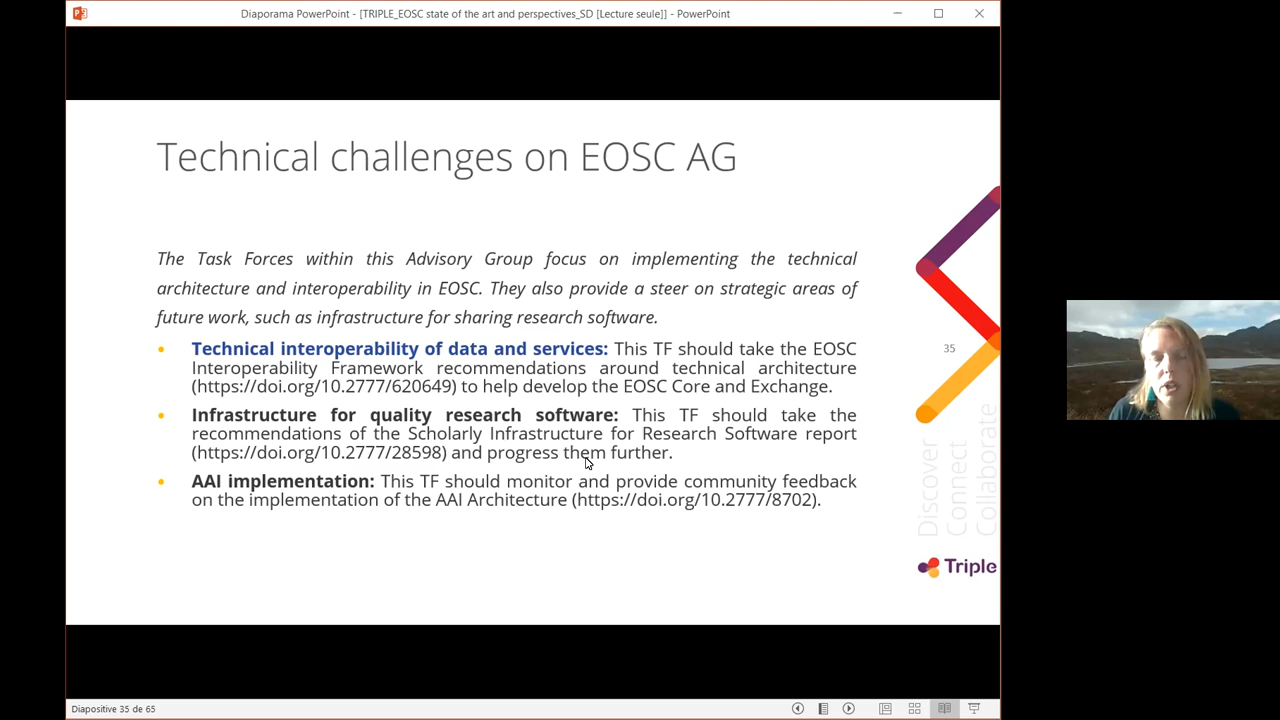 Diaporama PowerPoint - [TRIPLE_EOSC state of the art and perspectives_SD [Lecture seule]] - PowerPoint
Technical challenges on EOSC AG
The Task Forces within this Advisory Group focus on implementing the technical
architecture and interoperability in EOSC. They also provide a steer on strategic areas of
future work, such as infrastructure for sharing research software.
• Technical interoperability of data and services: This TF should take the EOSC
Interoperability Framework recommendations around technical architecture
(https://doi.org/10.2777/620649) to help develop the EOSC Core and Exchange.
• Infrastructure for quality research software: This TF should take the
recommendations of the Scholarly Infrastructure for Research Software report
(https://doi.org/10.2777/28598) and progress them further.
• AAI implementation: This TF should monitor and provide community feedback
on the implementation of the AAI Architecture (https://doi.org/10.2777/8702).
35
Discover
Connect
Collaborate
Triple
Diapositive 35 de 65